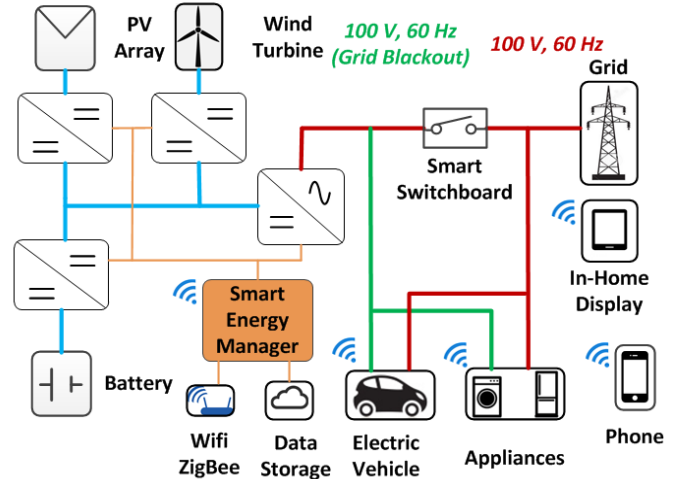 PV
Array
Wind
Turbine
100 V, 60 Hz
(Grid Blackout)
100 V, 60 Hz
Grid
Smart
Switchboard
In-Home
Display
Smart
Energy
Manager
Battery
Wifi
ZigBee
Data
Storage
Electric
Vehicle
Appliances
Phone